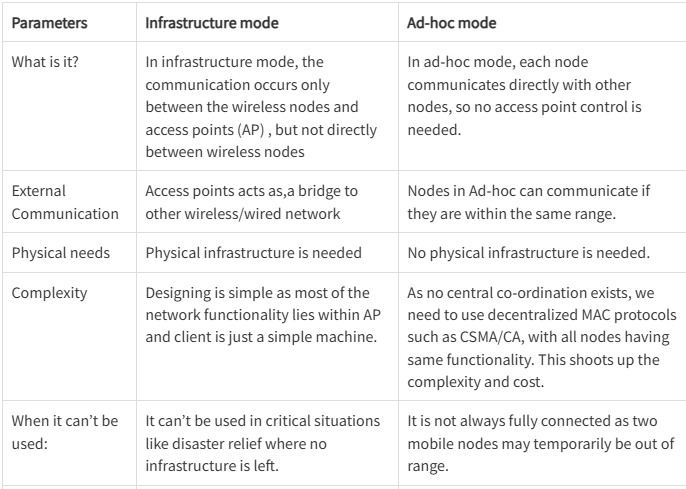 Parameters
Infrastructure mode
Ad-hoc mode
What is it?
In infrastructure mode, the
communication occurs only
between the wireless nodes and
access points (AP) , but not directly
between wireless nodes
In ad-hoc mode, each node
communicates directly with other
nodes, so no access point control is
needed.
External
Communication
Access points acts as,a bridge to
other wireless/wired network
Nodes in Ad-hoc can communicate if
they are within the same range.
Physical needs
Physical infrastructure is needed
No physical infrastructure is needed.
Complexity
Designing is simple as most of the
network functionality lies within AP
and client is just a simple machine.
As no central co-ordination exists, we
need to use decentralized MAC protocols
such as CSMA/CA, with all nodes having
same functionality. This shoots up the
complexity and cost.
When it can’t be
used:
It can’t be used in critical situations
like disaster relief where no
infrastructure is left.
It is not always fully connected as two
mobile nodes may temporarily be out of
range.